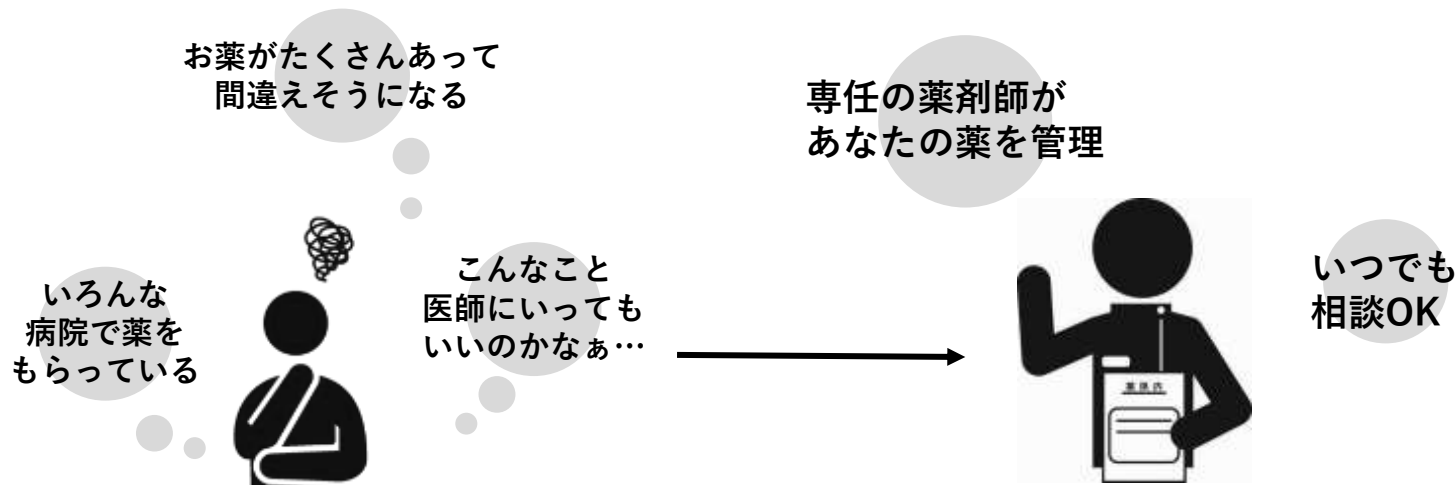 お薬がたくさんあって
間違えそうになる
いろんな
病院で薬を
もらっている
こんなこと
医師にいっても
いいのかなぁ…
専任の薬剤師が
あなたの薬を管理
いつでも
相談OK